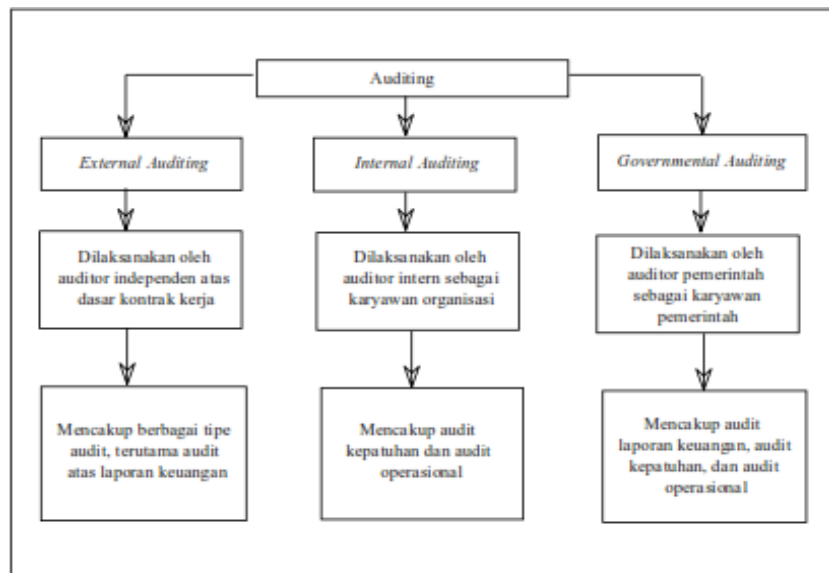 Auditing
External Auditing
Internal Auditing
Governmental Auditing
Dilaksanakan oleh
auditor independen atas
dasar kontrak kerja
Dilaksanakan oleh
auditor intern sebagai
karyawan organisasi
Dilaksanakan oleh
auditor pemerintah
sebagai karyawan
pemerintah
Mencakup berbagai tipe
audit, terutama audit
atas laporan keuangan
Mencakup audit
kepatuhan dan audit
operasional
Mencakup audit
laporan keuangan, audit
kepatuhan, dan audit
operasional